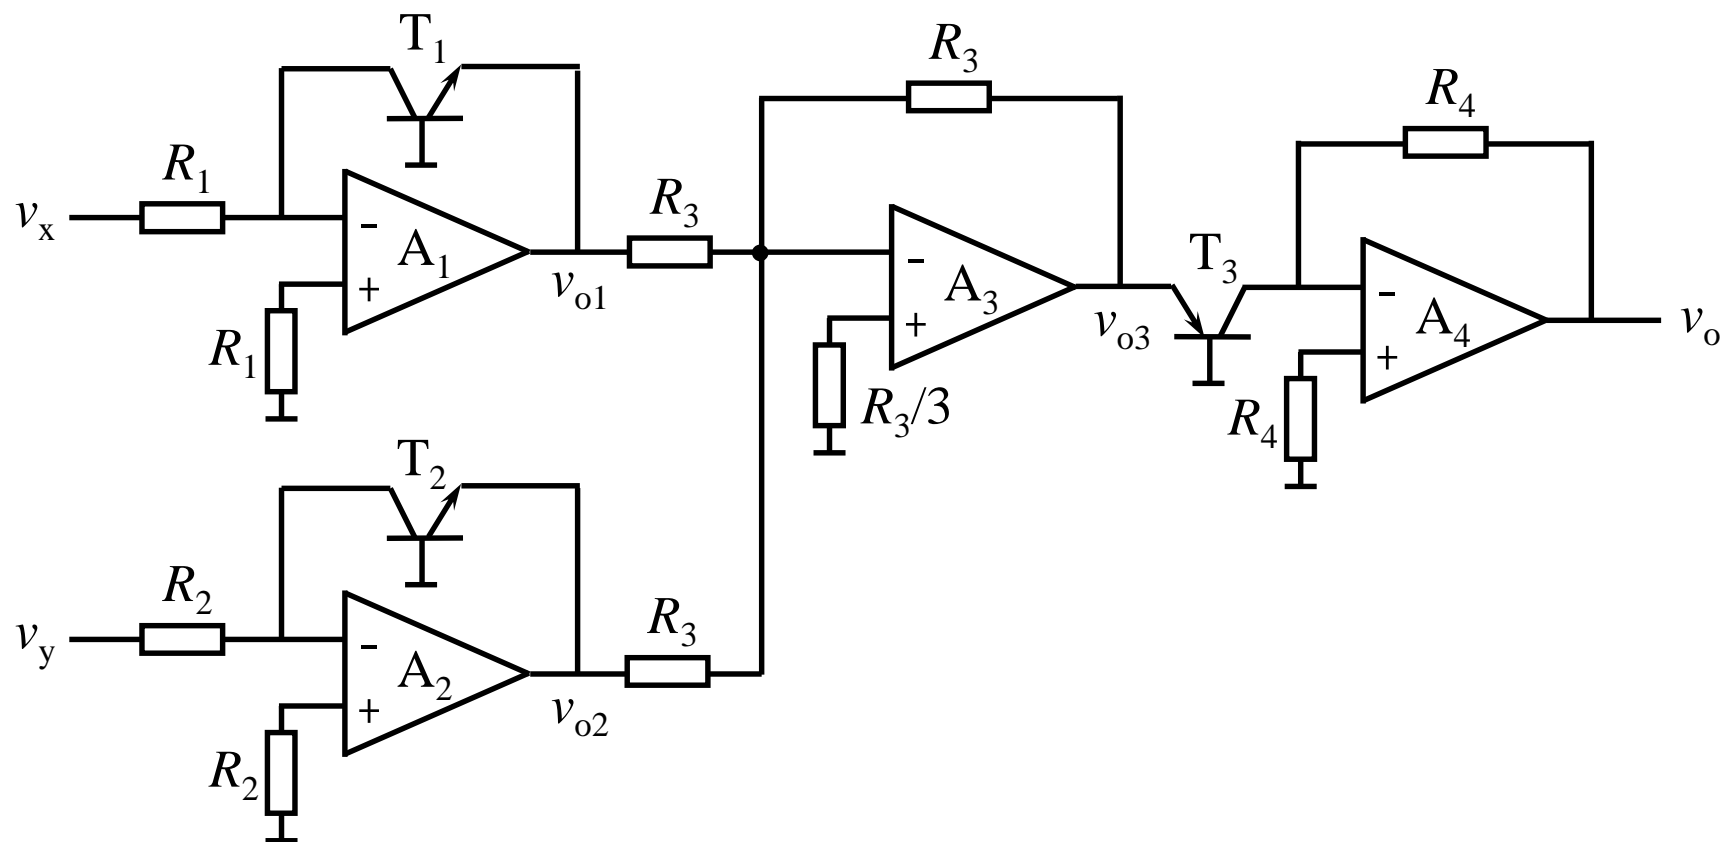 T1
R3
R4
R1
vx
R3
A1
- 
+
vo1
R1
A3
-
+
vo3
R3/3
T3
A4
-
+
vo
R4
T2
R2
vy
R3
A2
-
+
vo2
R2